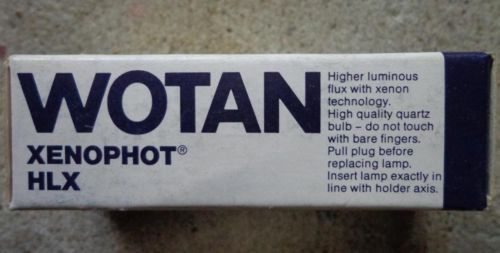 WOTAN
XENOPHOT®
HLX
Higher luminous
flux with xenon
technology.
High quality quartz
bulb – do not touch
with bare fingers.
Pull plug before
replacing lamp.
Insert lamp exactly in
line with holder axis.